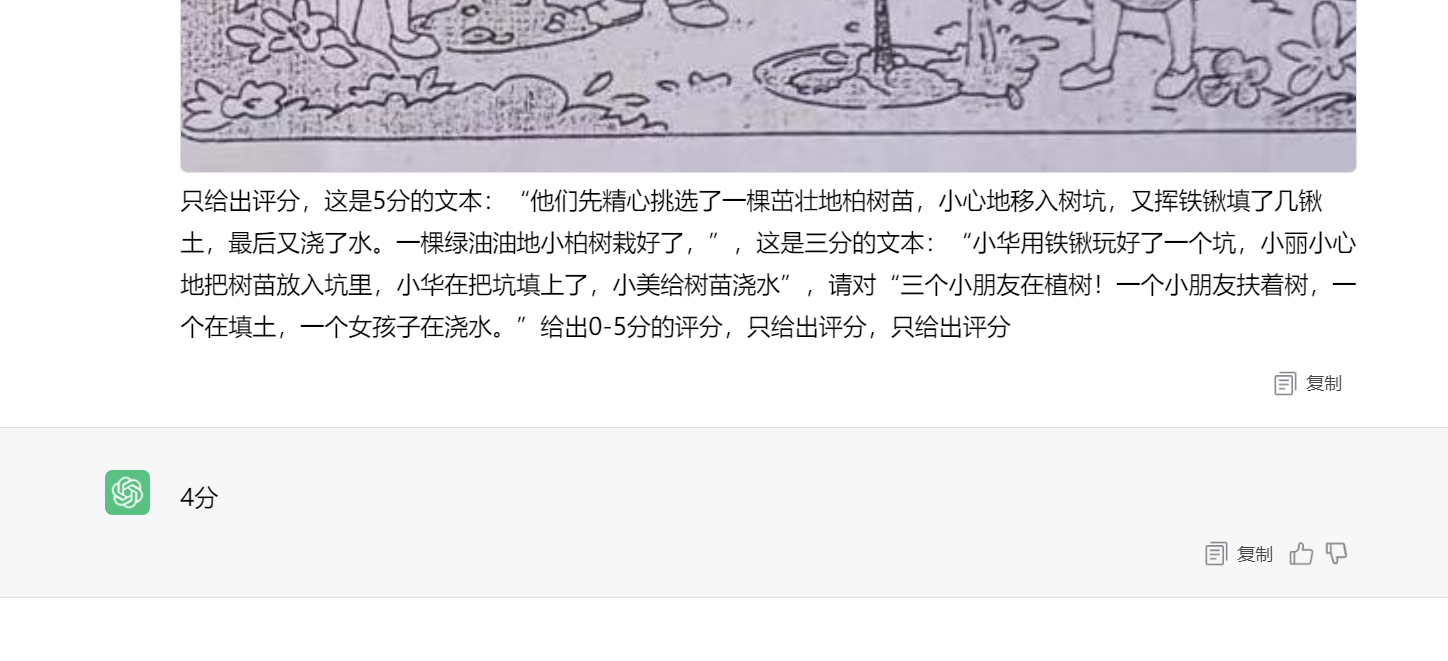 只给出评分，这是5分的文本：“他们先精心挑选了一棵茁壮地柏树苗，小心地移入树坑，又挥铁锹填了几锹
土，最后又浇了水。一棵绿油油地小柏树栽好了，”，这是三分的文本：“小华用铁锹玩好了一个坑，小丽小心
地把树苗放入坑里，小华在把坑填上了，小美给树苗浇水”，请对“三个小朋友在植树！一个小朋友扶着树，一
个在填土，一个女孩子在浇水。”给出0-5分的评分，只给出评分，只给出评分
复制
4分
复制